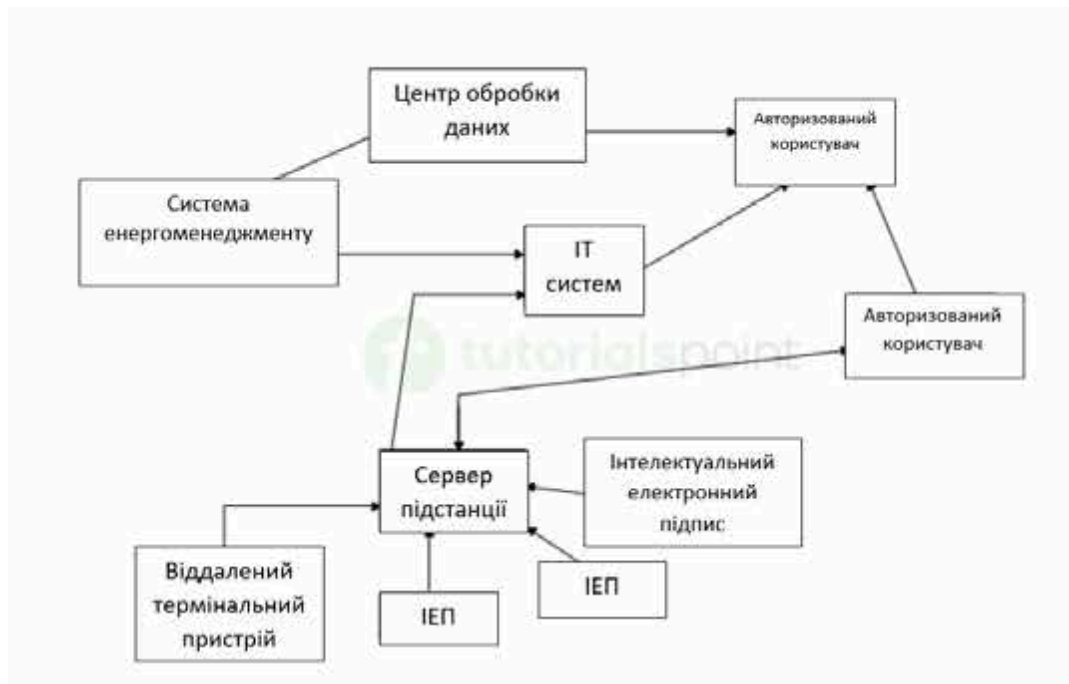 Центр обробки
даних
Авторизований
користувач
Система
енергоменеджменту
ІТ
систем
Авторизований
користувач
tutorialspoint
Сервер
підстанції
Інтелектуальний
електронний
підпис
Віддалений
термінальний
пристрій
ІЕП
ІЕП